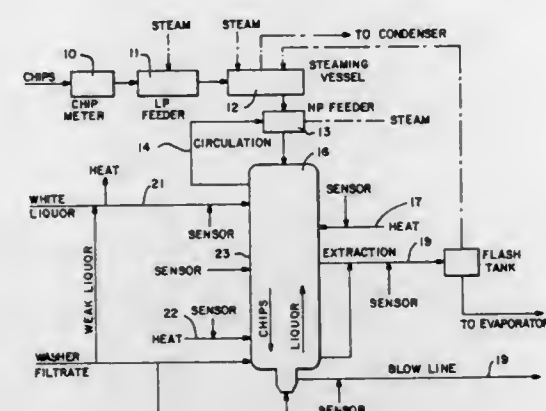 TO CONDENSER
STEAM
STEAM
10
11
CHIPS
STEAMING
VESSEL
CHIP
METER
LP
FEEDER
12
HP FEEDER
STEAM
13
14
CIRCULATION
16
HEAT
21
SENSOR
17
WHITE
LIQUOR
HEAT
SENSOR
23
EXTRACTION
19
SENSOR
FLASH
TANK
WEAK LIQUOR
SENSOR
22
SENSOR
CHIPS
LIQUOR
HEAT
TO EVAPORATOR
WASHER
FILTRATE
BLOW LINE
19
SENSOR